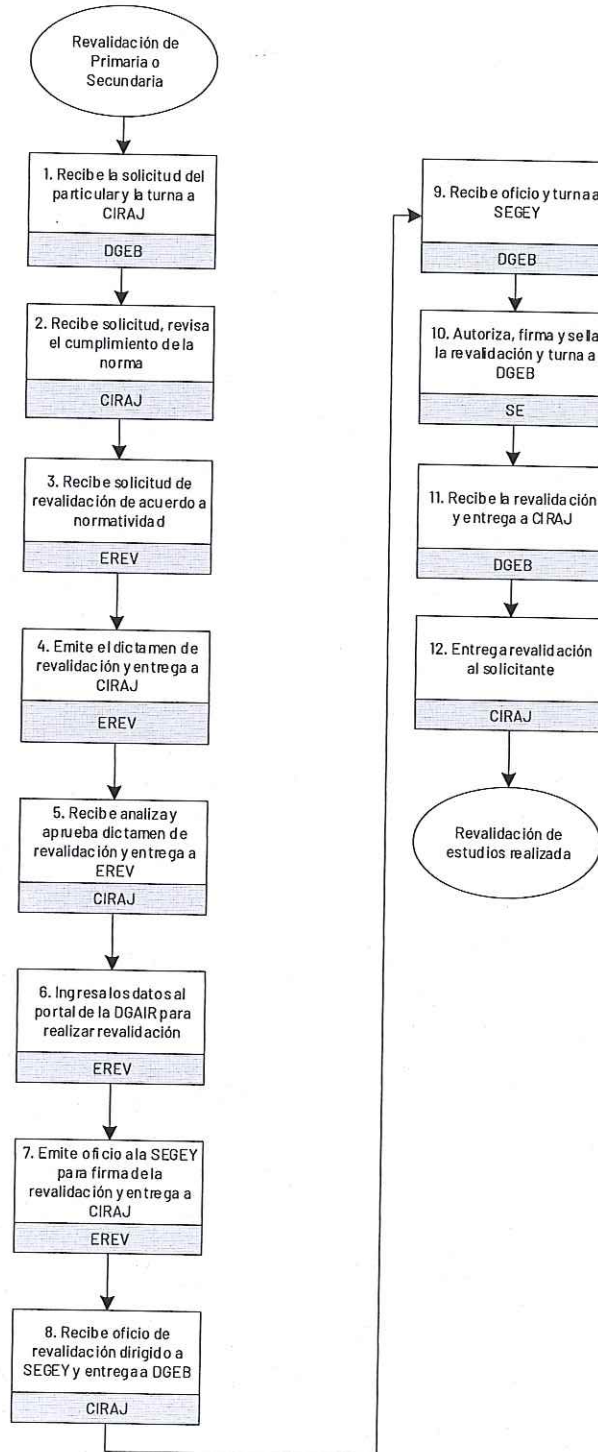 Revalidación de
Primaria o
Secundaria
1. Recibe la solicitud del
particular y la turna a
CIRAJ
DGEB
2. Recibe solicitud, revisa
el cumplimiento de la
norma
CIRAJ
3. Recibe solicitud de
revalidación de acuerdo a
normatividad
EREV
4. Emite el dictamen de
revalidación y entrega a
CIRAJ
EREV
5. Recibe analiza y
aprueba dictamen de
revalidación y entrega a
EREV
CIRAJ
6. Ingresa los datos al
portal de la DGAIR para
realizar revalidación
EREV
7. Emite oficio a la SEGEY
para firma de la
revalidación y entrega a
CIRAJ
EREV
8. Recibe oficio de
revalidación dirigido a
SEGEY y entrega a DGEB
CIRAJ
9. Recibe oficio y turna a
SEGEY
DGEB
10. Autoriza, firma y sella
la revalidación y turna a
DGEB
SE
11. Recibe la revalidación
y entrega a CIRAJ
DGEB
12. Entrega revalidación
al solicitante
CIRAJ
Revalidación de
estudios realizada